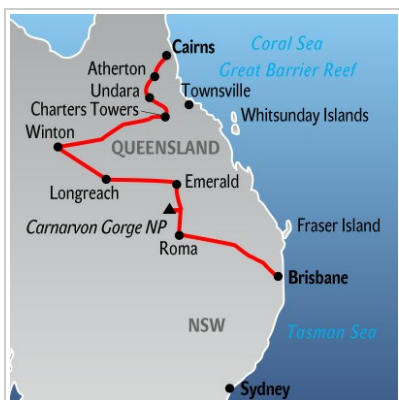 Cairns
Coral Sea
Great Barrier Reef
Atherton
Undara
Townsville
Charters Towers
Whitsunday Islands
Winton
QUEENSLAND
Longreach
Emerald
Carnarvon Gorge NP
Fraser Island
Roma
Brisbane
NSW
Tasman Sea
Sydney